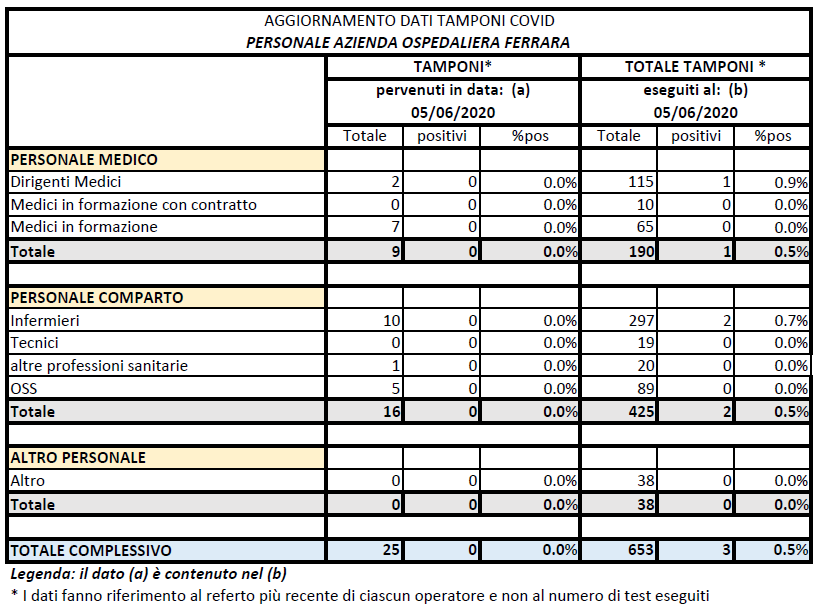 AGGIORNAMENTO DATI TAMPONI COVID
PERSONALE AZIENDA OSPEDALIERA FERRARA
TAMPONI* TOTALE TAMPONI *
pervenuti in data: (a) eseguiti al: (b)
05/06/2020 05/06/2020
Totale positivi %pos Totale positivi %pos
PERSONALE MEDICO
Dirigenti Medici 2 0 0.0% 115 1 0.9%
Medici in formazione con contratto 0 0 0.0% 10 0 0.0%
Medici in formazione 7 0 0.0% 65 0 0.0%
Totale 9 0 0.0% 190 1 0.5%
PERSONALE COMPARTO
Infermieri 10 0 0.0% 297 2 0.7%
Tecnici 0 0 0.0% 19 0 0.0%
altre professioni sanitarie 1 0 0.0% 20 0 0.0%
OSS 5 0 0.0% 89 0 0.0%
Totale 16 0 0.0% 425 2 0.5%
ALTRO PERSONALE
Altro 0 0 0.0% 38 0 0.0%
Totale 0 0 0.0% 38 0 0.0%
TOTALE COMPLESSIVO 25 0 0.0% 653 3 0.5%
Legenda: il dato (a) è contenuto nel (b)
* I dati fanno riferimento al referto più recente di ciascun operatore e non al numero di test eseguiti